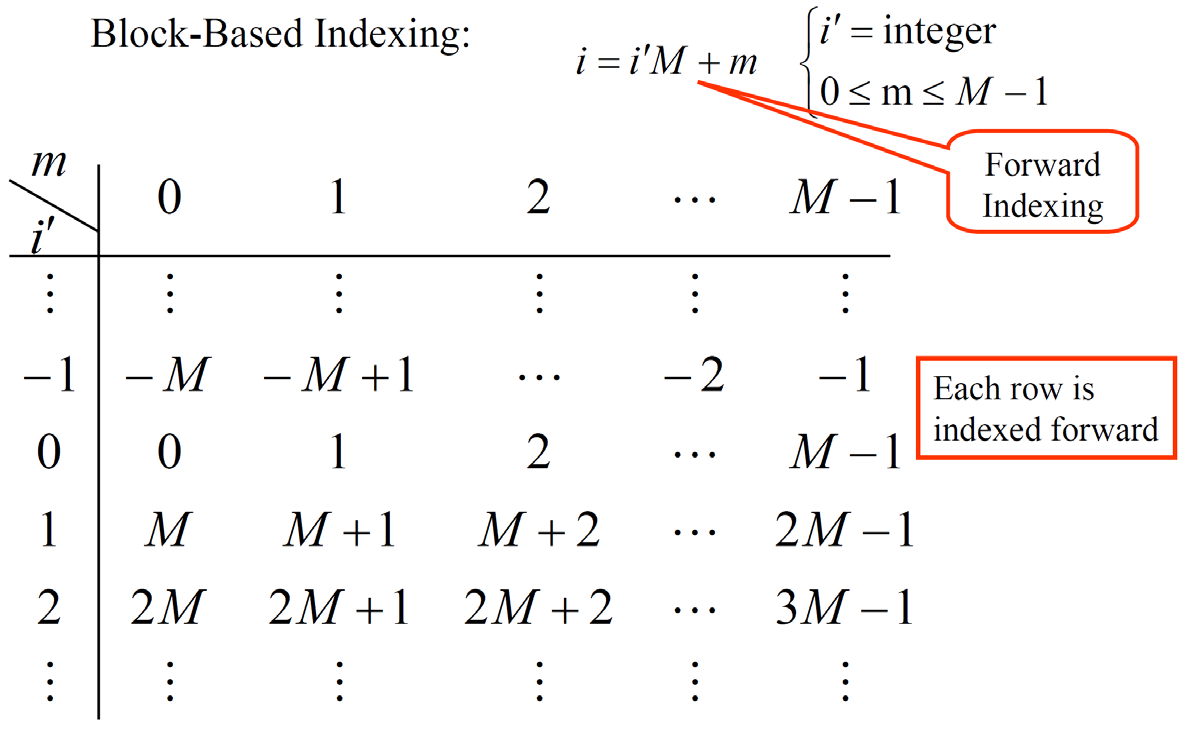 Block-Based Indexing:
i = i′M + m
i′ = integer
0 ≤ m ≤ M − 1
Forward
Indexing
m
i′
0 1 2 ⋯ M − 1
⋮ ⋮ ⋮ ⋮ ⋮ ⋮
−1 −M −M + 1 ⋯ −2 −1
0 0 1 2 ⋯ M − 1
1 M M + 1 M + 2 ⋯ 2M − 1
2 2M 2M + 1 2M + 2 ⋯ 3M − 1
⋮ ⋮ ⋮ ⋮ ⋮ ⋮
Each row is
indexed forward